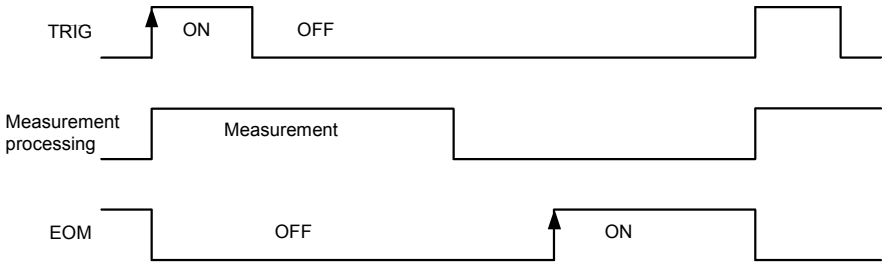 TRIG ON OFF
Measurement
processing
Measurement
EOM OFF ON